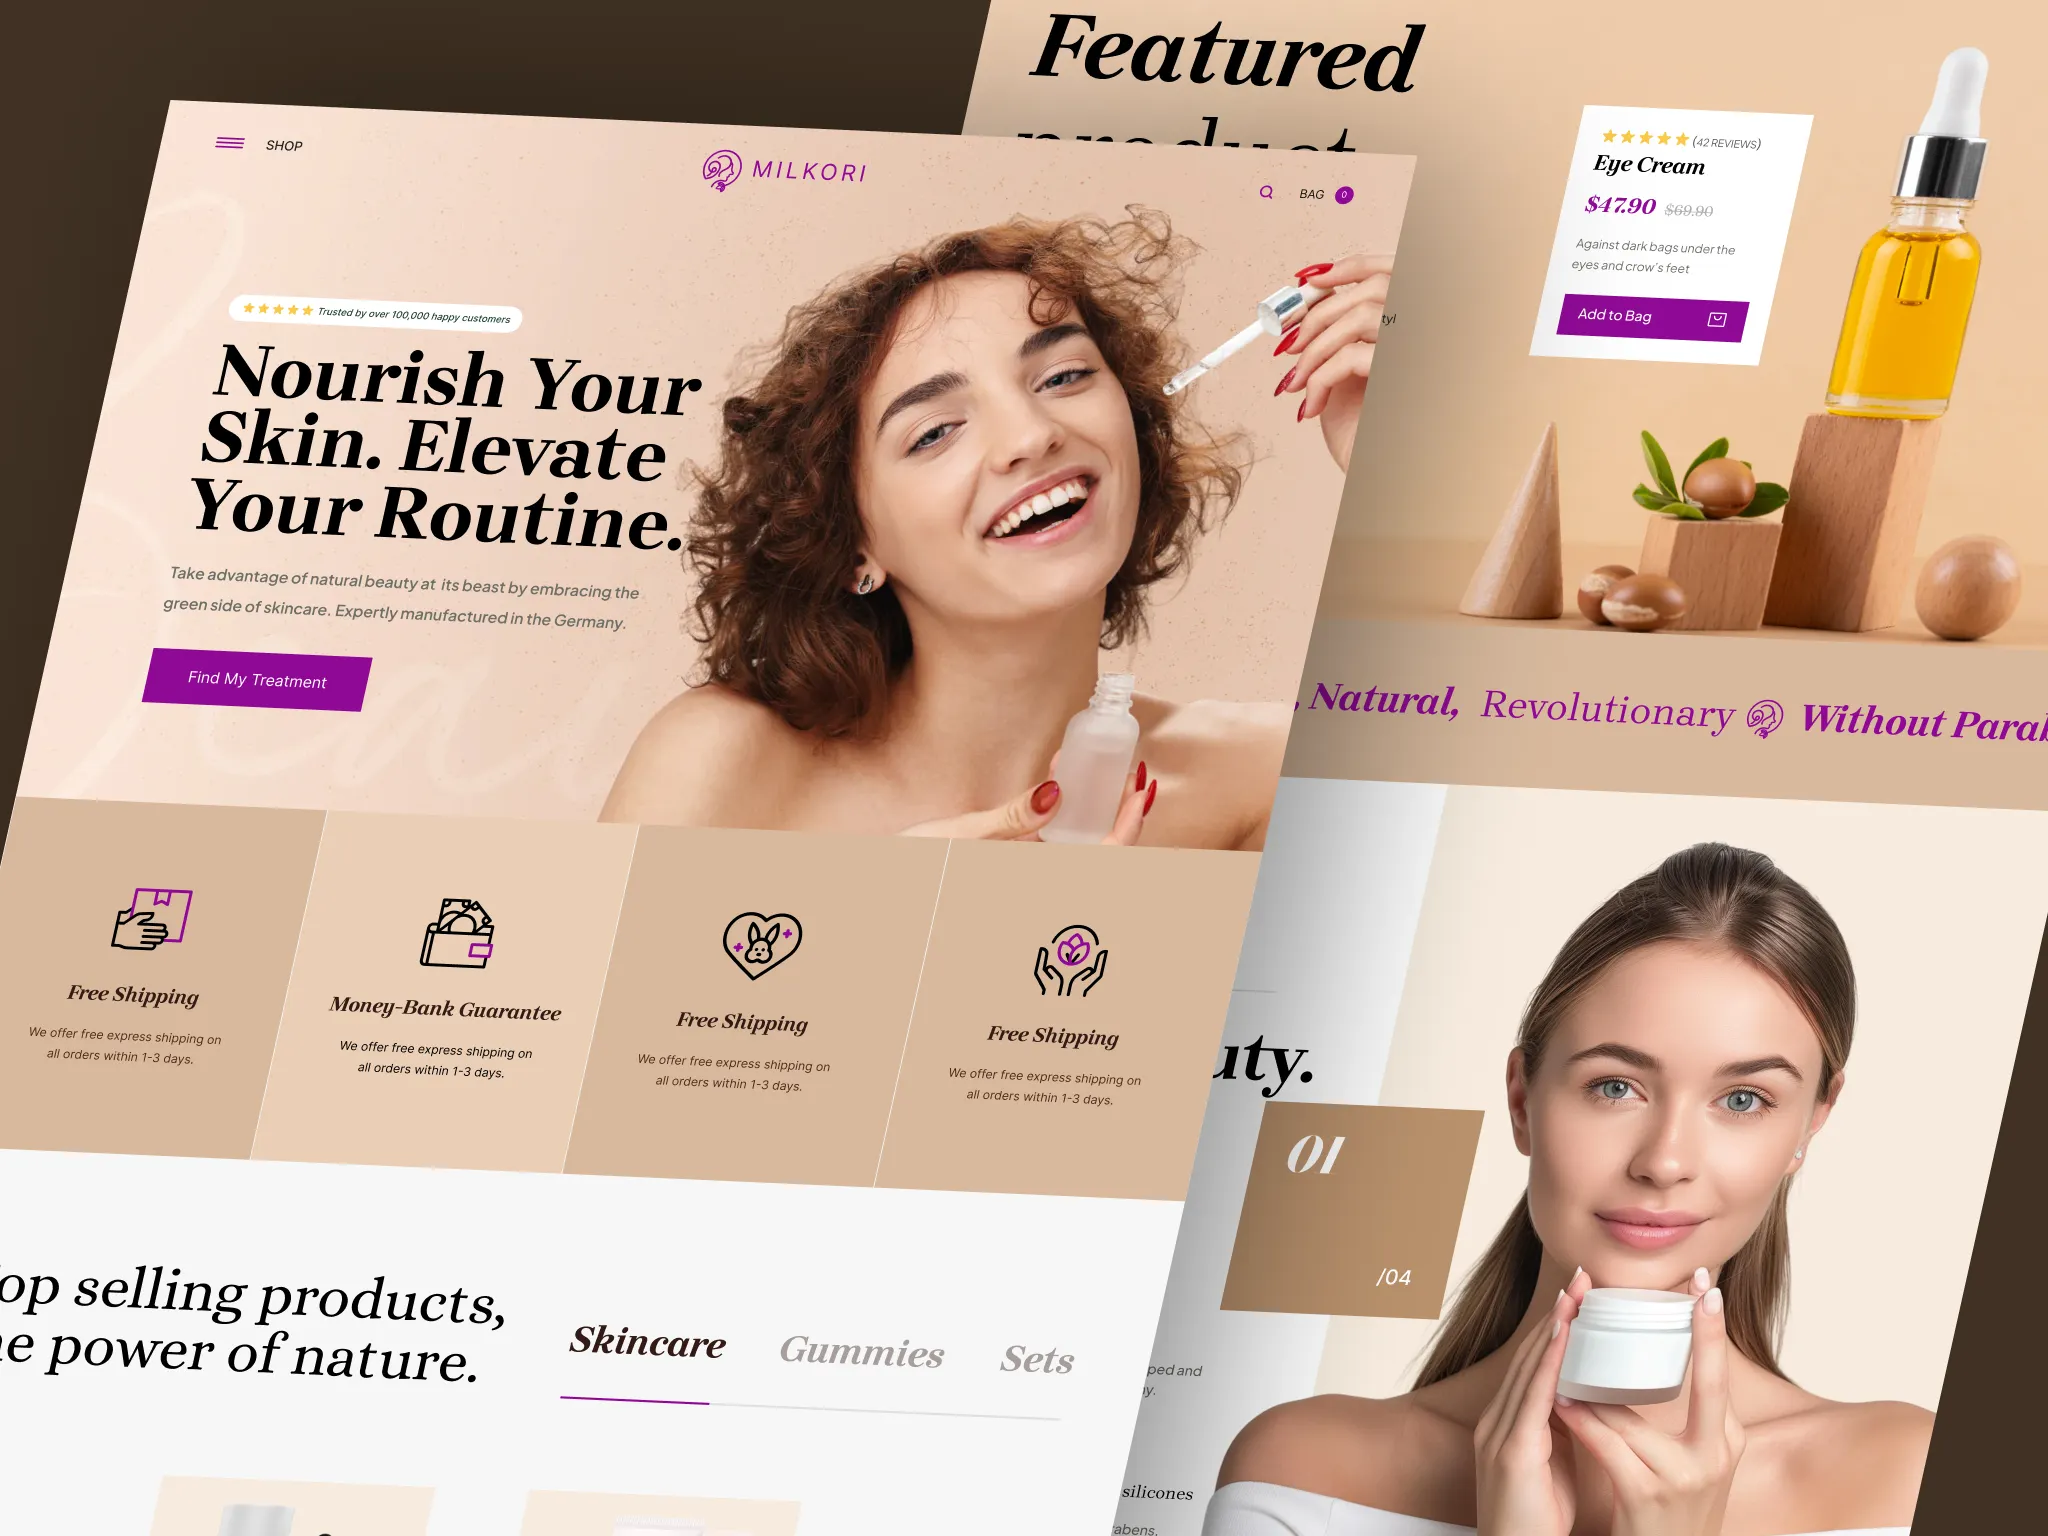 SHOP
MILKORI
BAG 0
Trusted by over 100,000 happy customers
Nourish Your
Skin. Elevate
Your Routine.
Take advantage of natural beauty at its beast by embracing the
green side of skincare. Expertly manufactured in the Germany.
Find My Treatment
Free Shipping
We offer free express shipping on
all orders within 1-3 days.
Money-Bank Guarantee
We offer free express shipping on
all orders within 1-3 days.
Free Shipping
We offer free express shipping on
all orders within 1-3 days.
Free Shipping
We offer free express shipping on
all orders within 1-3 days.
op selling products,
e power of nature.
Skincare
Gummies
Sets
Featured
product
(42 REVIEWS)
Eye Cream
$47.90 $69.90
Against dark bags under the
eyes and crow's feet
Add to Bag
, Natural, Revolutionary Without Parab
uty.
01
/04
ped and
y.
silicones
abens,